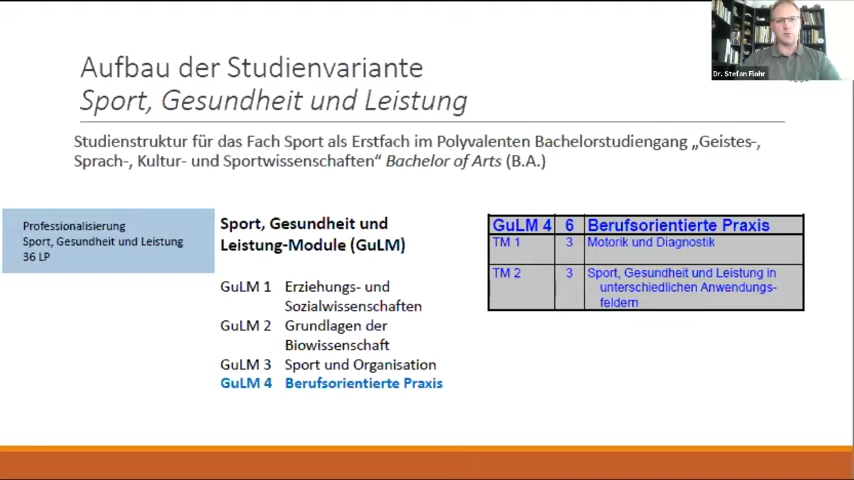 Dr. Stefan Flohr
Aufbau der Studienvariante
Sport, Gesundheit und Leistung
Studienstruktur für das Fach Sport als Erstfach im Polyvalenten Bachelorstudiengang „Geistes-,
Sprach-, Kultur- und Sportwissenschaften“ Bachelor of Arts (B.A.)
Professionalisierung
Sport, Gesundheit und Leistung
36 LP
Sport, Gesundheit und
Leistung-Module (GuLM)
GuLM 1 Erziehungs- und
Sozialwissenschaften
GuLM 2 Grundlagen der
Biowissenschaft
GuLM 3 Sport und Organisation
GuLM 4 Berufsorientierte Praxis
GuLM 4 6 Berufsorientierte Praxis
TM 1 3 Motorik und Diagnostik
TM 2 3 Sport, Gesundheit und Leistung in
unterschiedlichen Anwendungs-
feldern